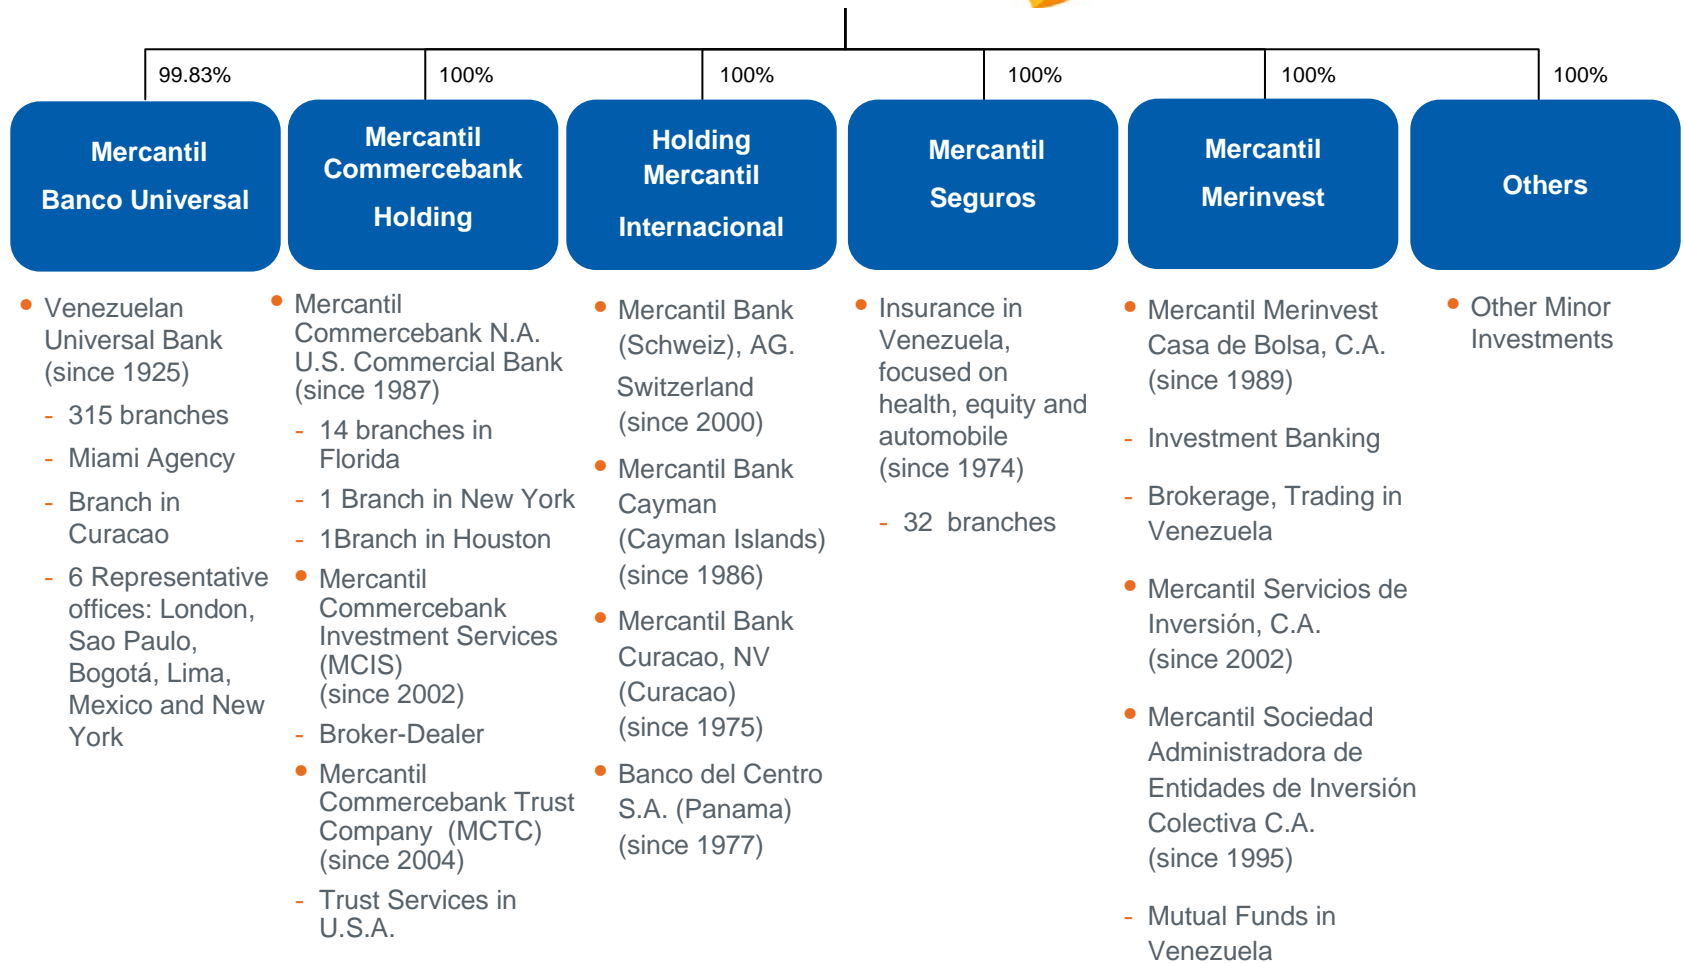 99.83%
100%
100%
100%
100%
100%
Mercantil
Banco Universal
Mercantil
Commercebank
Holding
Holding
Mercantil
Internacional
Mercantil
Seguros
Mercantil
Merinvest
Others
• Venezuelan
Universal Bank
(since 1925)
- 315 branches
- Miami Agency
- Branch in
Curacao
- 6 Representative
offices: London,
Sao Paulo,
Bogotá, Lima,
Mexico and New
York
• Mercantil
Commercebank N.A.
U.S. Commercial Bank
(since 1987)
- 14 branches in
Florida
- 1 Branch in New York
- 1Branch in Houston
• Mercantil
Commercebank
Investment Services
(MCIS)
(since 2002)
- Broker-Dealer
• Mercantil
Commercebank Trust
Company (MCTC)
(since 2004)
- Trust Services in
U.S.A.
• Mercantil Bank
(Schweiz), AG.
Switzerland
(since 2000)
• Mercantil Bank
Cayman
(Cayman Islands)
(since 1986)
• Mercantil Bank
Curacao, NV
(Curacao)
(since 1975)
• Banco del Centro
S.A. (Panama)
(since 1977)
• Insurance in
Venezuela,
focused on
health, equity and
automobile
(since 1974)
- 32 branches
• Mercantil Merinvest
Casa de Bolsa, C.A.
(since 1989)
- Investment Banking
- Brokerage, Trading in
Venezuela
• Mercantil Servicios de
Inversión, C.A.
(since 2002)
• Mercantil Sociedad
Administradora de
Entidades de Inversión
Colectiva C.A.
(since 1995)
- Mutual Funds in
Venezuela
• Other Minor
Investments